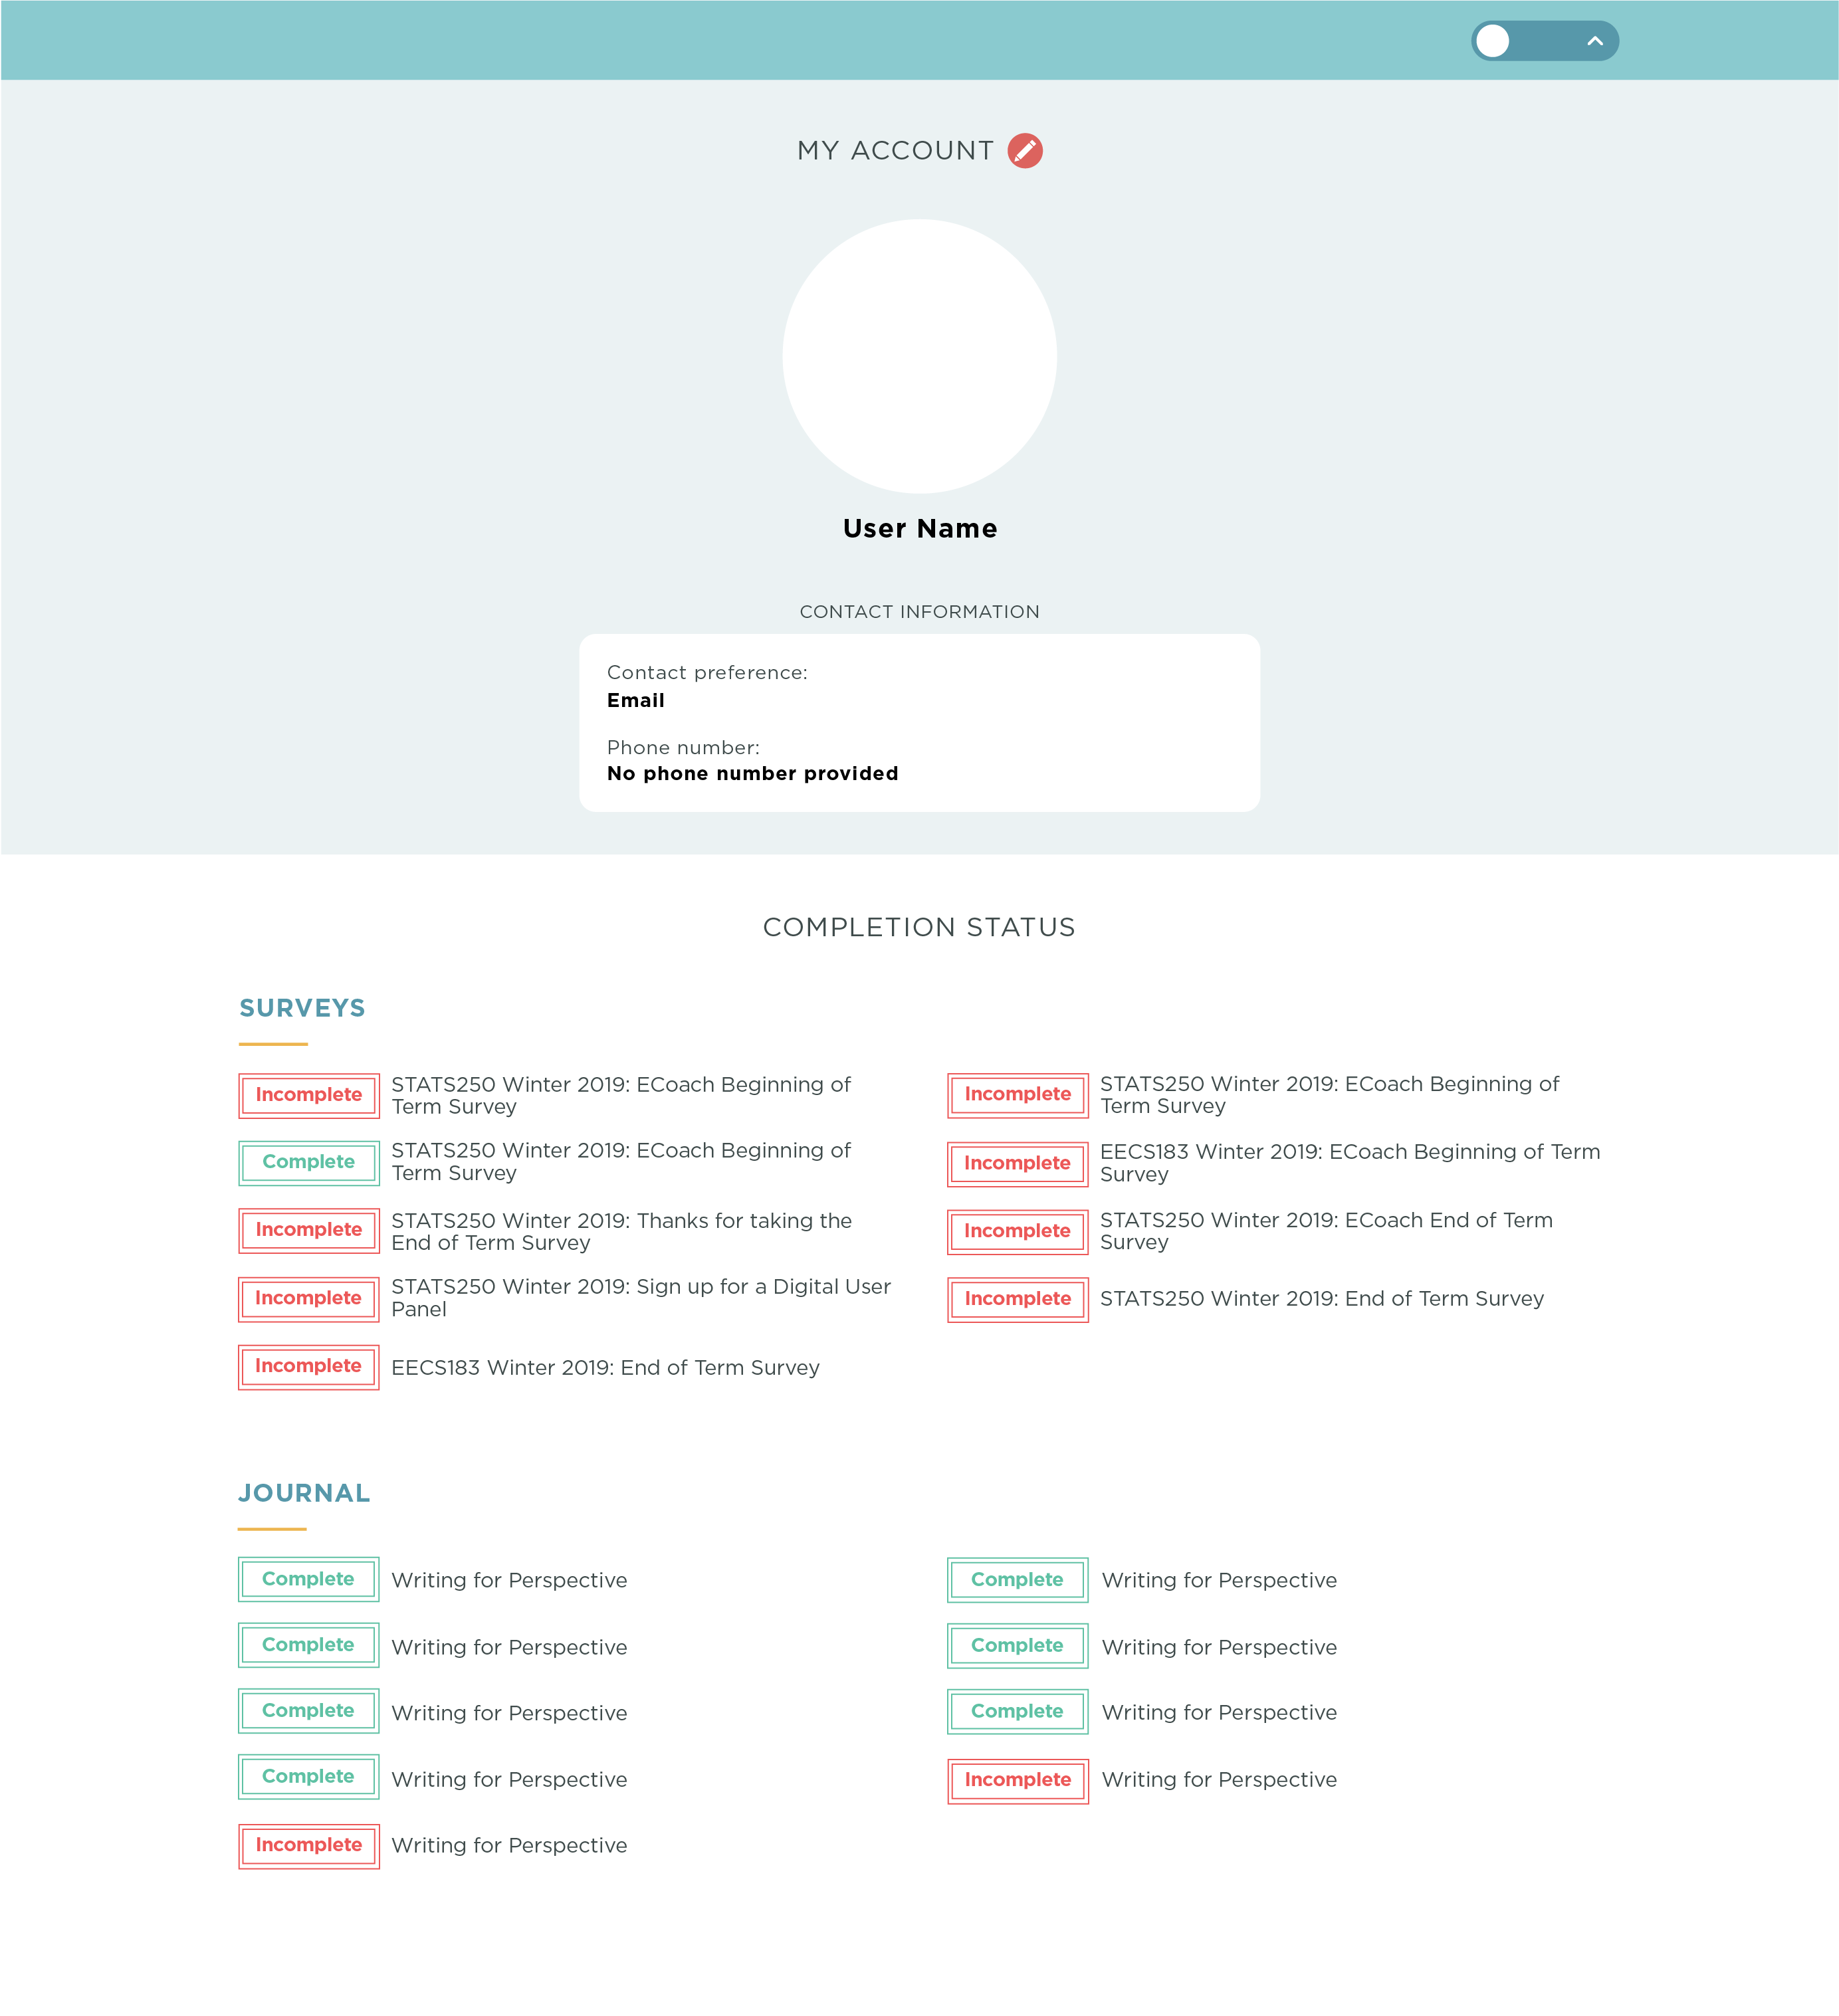 MY ACCOUNT
User Name
CONTACT INFORMATION
Contact preference:
Email
Phone number:
No phone number provided
COMPLETION STATUS
SURVEYS
Incomplete
STATS250 Winter 2019: ECoach Beginning of
Term Survey
Incomplete
STATS250 Winter 2019: ECoach Beginning of
Term Survey
Complete
STATS250 Winter 2019: ECoach Beginning of
Term Survey
Incomplete
EECS183 Winter 2019: ECoach Beginning of Term
Survey
Incomplete
STATS250 Winter 2019: Thanks for taking the
End of Term Survey
Incomplete
STATS250 Winter 2019: ECoach End of Term
Survey
Incomplete
STATS250 Winter 2019: Sign up for a Digital User
Panel
Incomplete
STATS250 Winter 2019: End of Term Survey
Incomplete
EECS183 Winter 2019: End of Term Survey
JOURNAL
Complete
Writing for Perspective
Complete
Writing for Perspective
Complete
Writing for Perspective
Complete
Writing for Perspective
Complete
Writing for Perspective
Complete
Writing for Perspective
Complete
Writing for Perspective
Incomplete
Writing for Perspective
Incomplete
Writing for Perspective